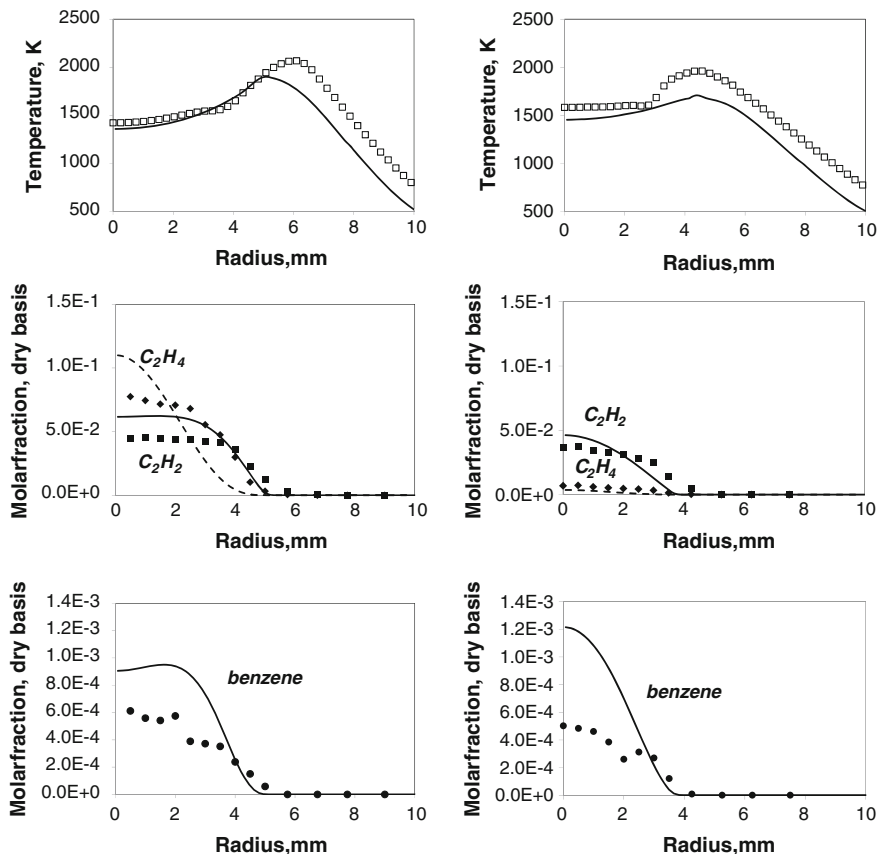 Temperature, K
2500
2000
1500
1000
500
0 2 4 6 8 10
Radius,mm
Temperature, K
2500
2000
1500
1000
500
0 2 4 6 8 10
Radius,mm
Molarfraction, dry basis
1.5E-1
1.0E-1
5.0E-2
0.0E+0
C2H4
C2H2
0 2 4 6 8 10
Radius,mm
Molarfraction, dry basis
1.5E-1
1.0E-1
5.0E-2
0.0E+0
C2H2
C2H4
0 2 4 6 8 10
Radius,mm
Molarfraction, dry basis
1.4E-3
1.2E-3
1.0E-3
8.0E-4
6.0E-4
4.0E-4
2.0E-4
0.0E+0
benzene
0 2 4 6 8 10
Radius,mm
Molarfraction, dry basis
1.4E-3
1.2E-3
1.0E-3
8.0E-4
6.0E-4
4.0E-4
2.0E-4
0.0E+0
benzene
0 2 4 6 8 10
Radius,mm